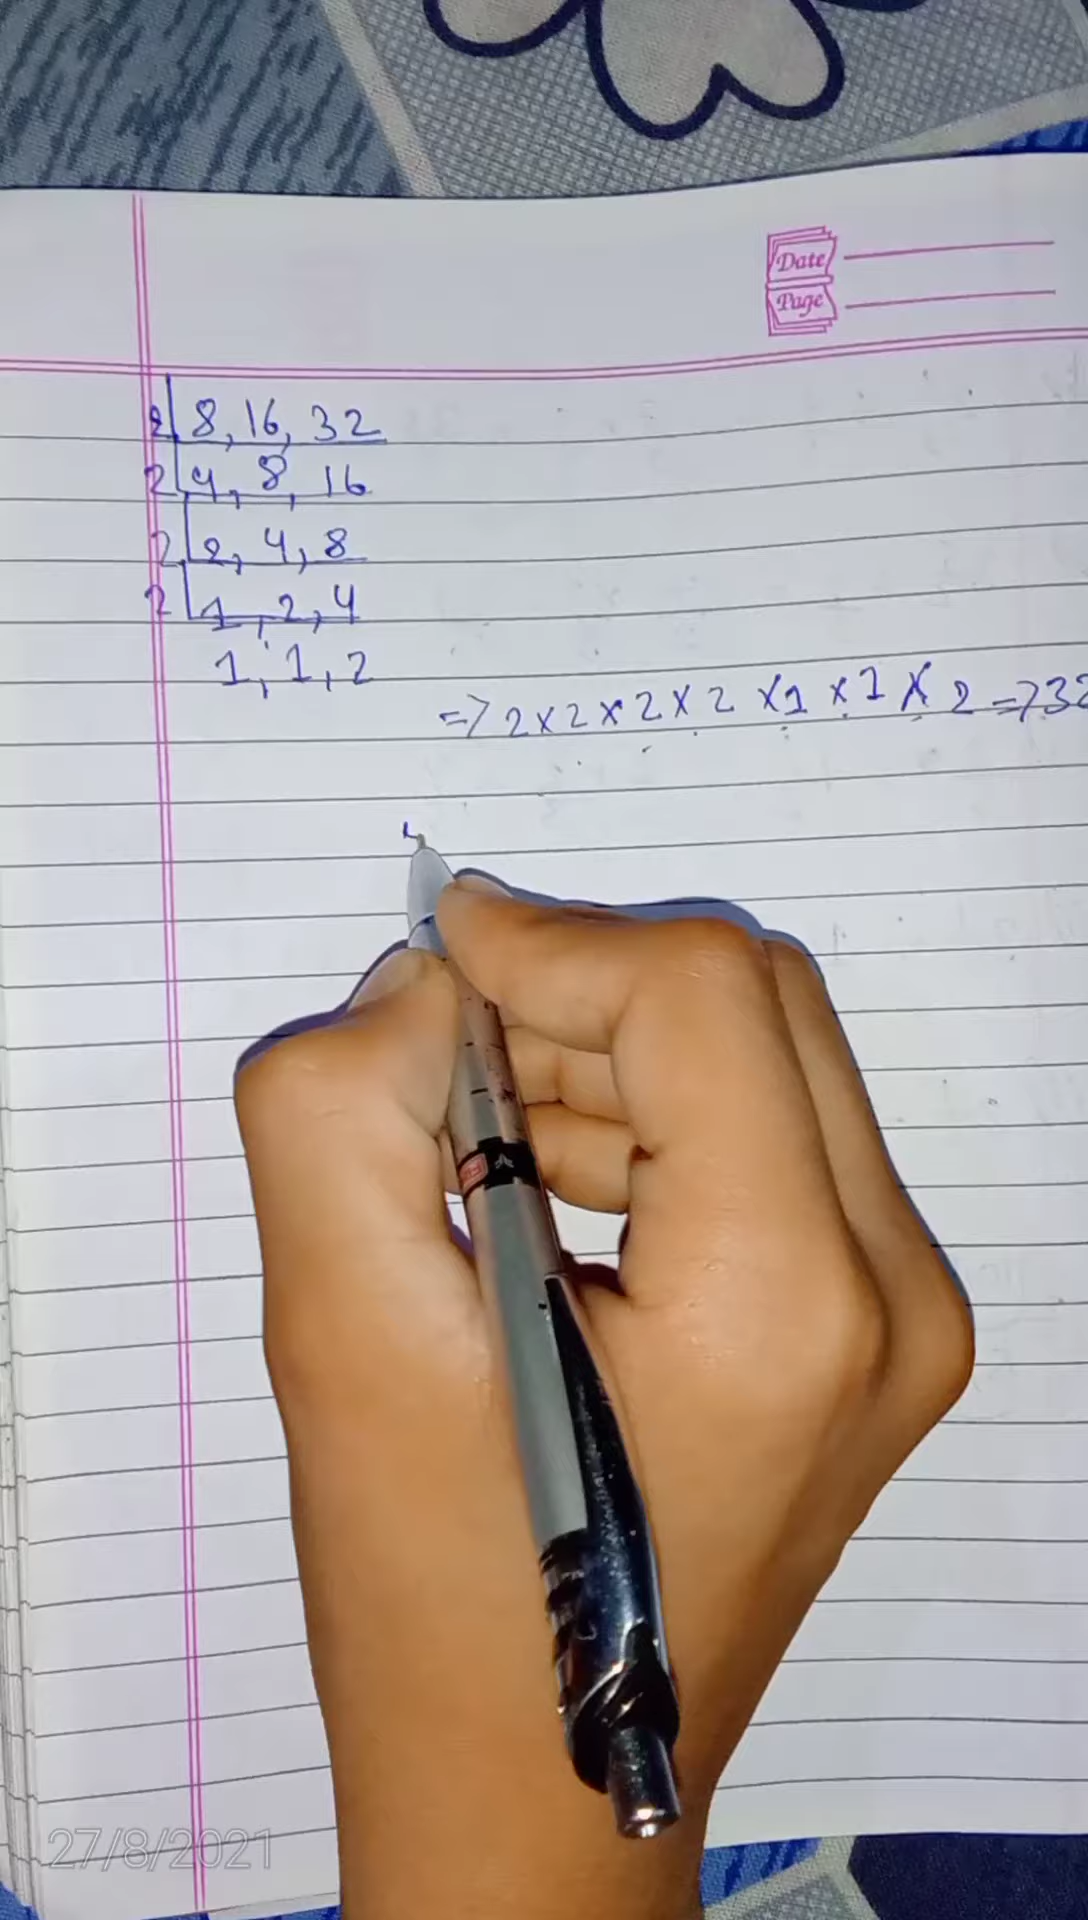 Date
Page
2 8, 16, 32
2 4, 8, 16
2 2, 4, 8
2 1, 2, 4
1, 1, 2
=> 2 x 2 x 2 x 2 x 1 x 1 x 2 => 32
27/8/2021